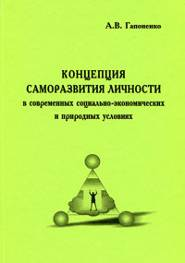 А.В. Гапоненко
КОНЦЕПЦИЯ
САМОРАЗВИТИЯ ЛИЧНОСТИ
в современных социально-экономических
и природных условиях